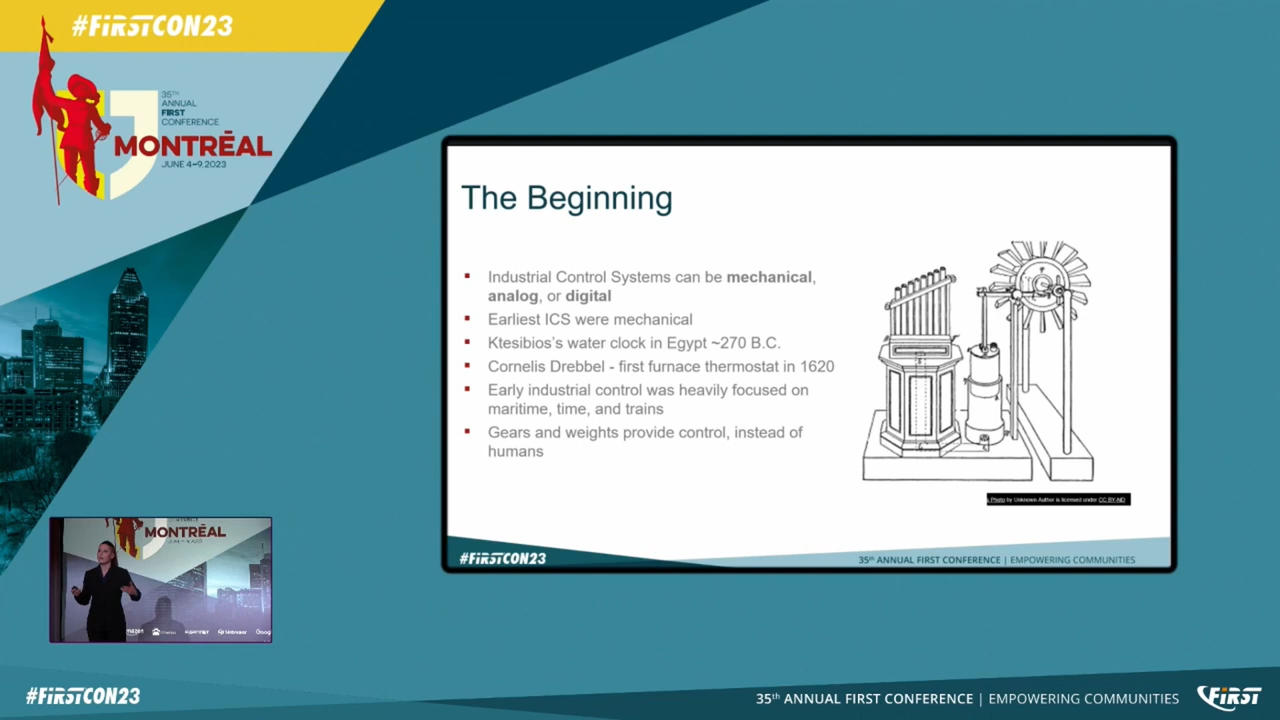 #FiRSTCON23
35TH
ANNUAL
FIRST
CONFERENCE
MONTRĒAL
JUNE 4–9, 2023
The Beginning
▪ Industrial Control Systems can be mechanical,
analog, or digital
▪ Earliest ICS were mechanical
▪ Ktesibios's water clock in Egypt ~270 B.C.
▪ Cornelis Drebbel - first furnace thermostat in 1620
▪ Early industrial control was heavily focused on
maritime, time, and trains
▪ Gears and weights provide control, instead of
humans
Photo by Unknown Author is licensed under CC BY-ND
#FiRSTCON23
35th ANNUAL FIRST CONFERENCE | EMPOWERING COMMUNITIES
MONTRĒAL
#FiRSTCON23
35th ANNUAL FIRST CONFERENCE | EMPOWERING COMMUNITIES
FiRST